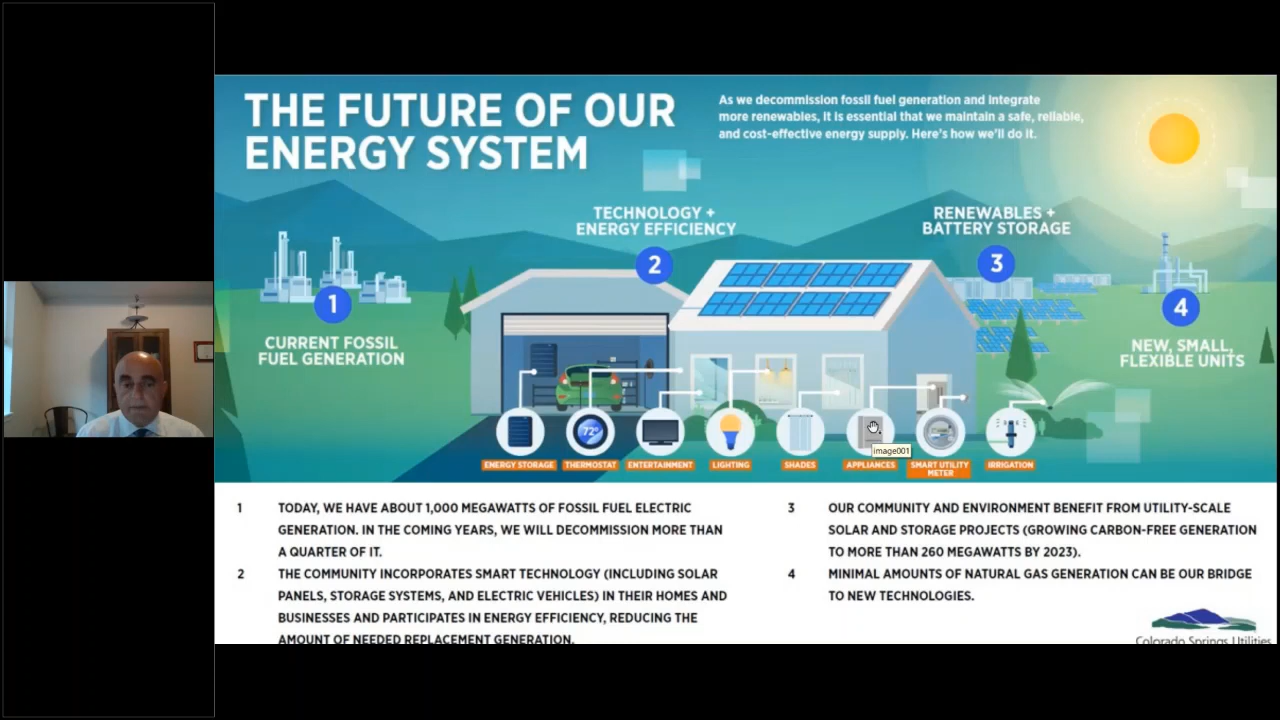 THE FUTURE OF OUR
ENERGY SYSTEM
As we decommission fossil fuel generation and integrate
more renewables, it is essential that we maintain a safe, reliable,
and cost-effective energy supply. Here's how we'll do it.
TECHNOLOGY +
ENERGY EFFICIENCY
2
RENEWABLES +
BATTERY STORAGE
3
1
CURRENT FOSSIL
FUEL GENERATION
4
NEW, SMALL,
FLEXIBLE UNITS
72°
image001
ENERGY STORAGE
THERMOSTAT
ENTERTAINMENT
LIGHTING
SHADES
APPLIANCES
SMART UTILITY
METER
IRRIGATION
1 TODAY, WE HAVE ABOUT 1,000 MEGAWATTS OF FOSSIL FUEL ELECTRIC
GENERATION. IN THE COMING YEARS, WE WILL DECOMMISSION MORE THAN
A QUARTER OF IT.
2 THE COMMUNITY INCORPORATES SMART TECHNOLOGY (INCLUDING SOLAR
PANELS, STORAGE SYSTEMS, AND ELECTRIC VEHICLES) IN THEIR HOMES AND
BUSINESSES AND PARTICIPATES IN ENERGY EFFICIENCY, REDUCING THE
AMOUNT OF NEEDED REPLACEMENT GENERATION.
3 OUR COMMUNITY AND ENVIRONMENT BENEFIT FROM UTILITY-SCALE
SOLAR AND STORAGE PROJECTS (GROWING CARBON-FREE GENERATION
TO MORE THAN 260 MEGAWATTS BY 2023).
4 MINIMAL AMOUNTS OF NATURAL GAS GENERATION CAN BE OUR BRIDGE
TO NEW TECHNOLOGIES.
Colorado Springs Utilities